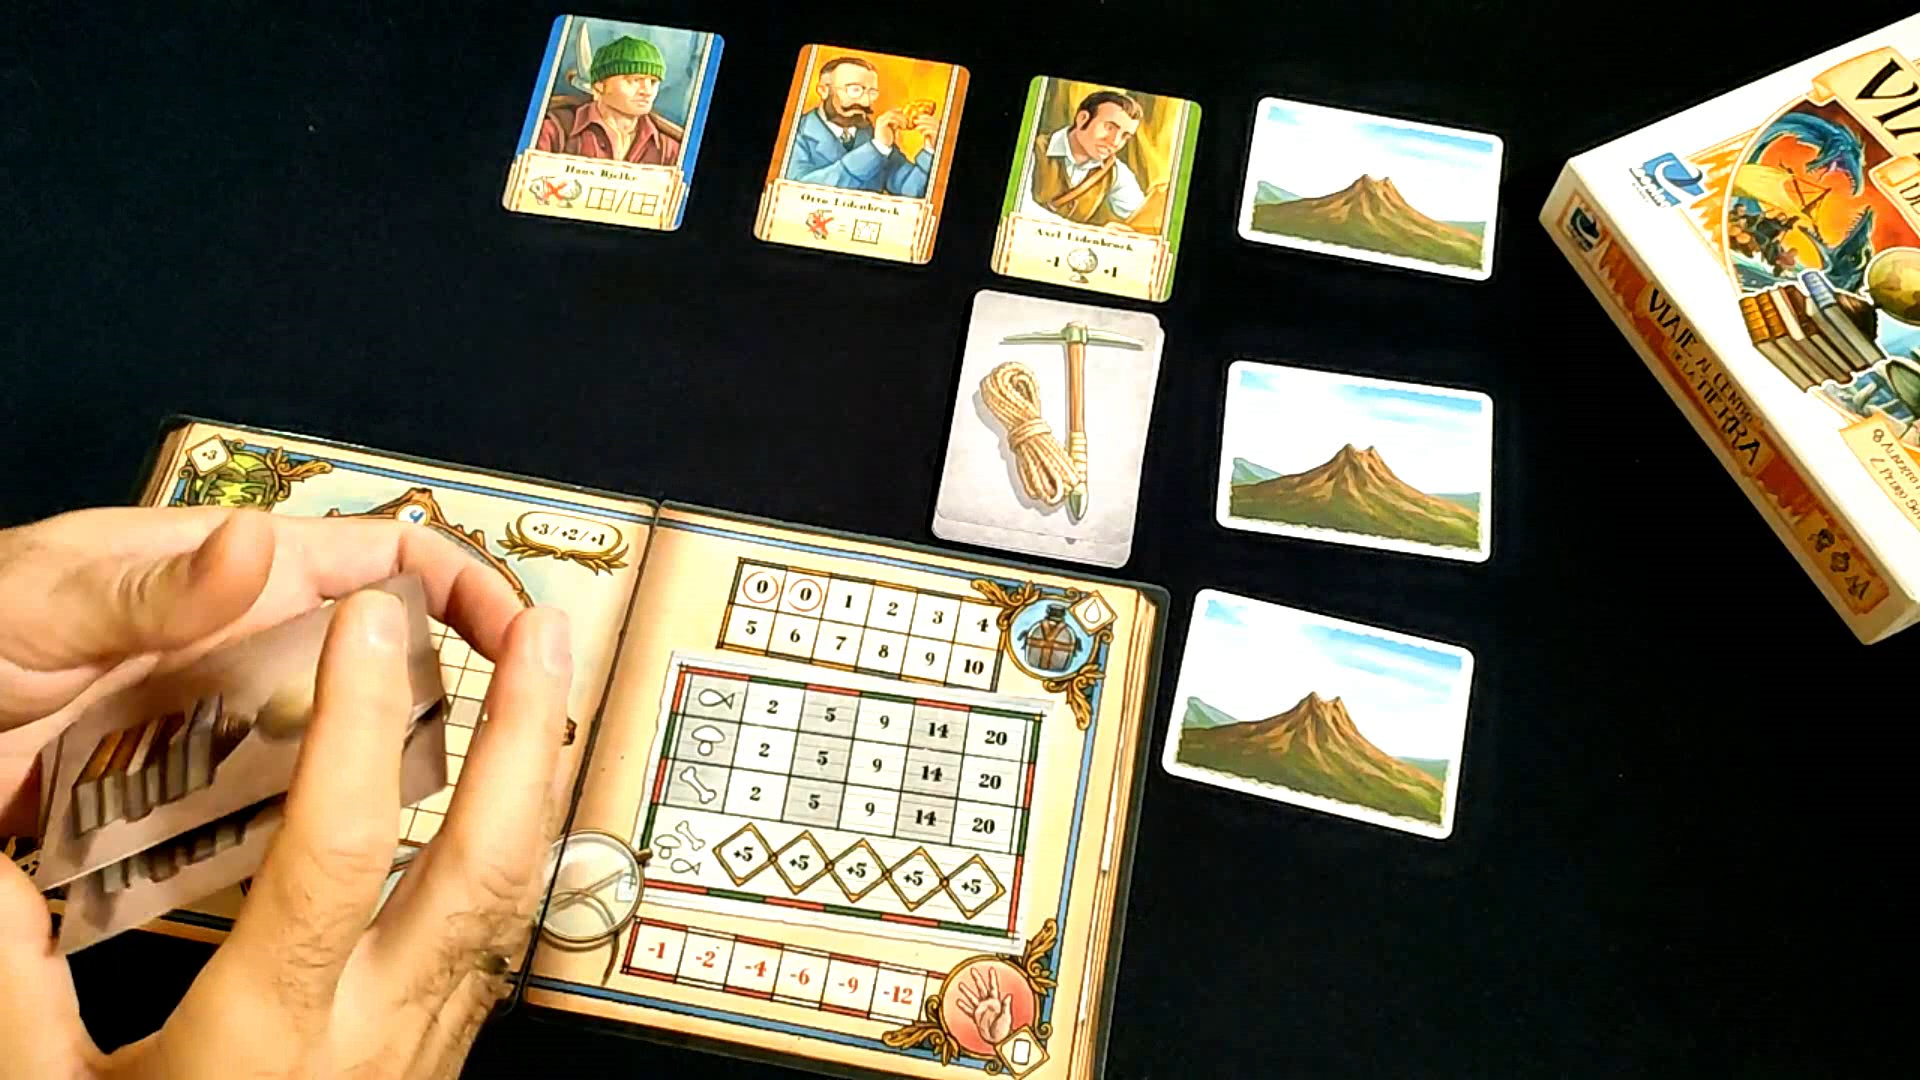 Hans Bjelke
Otto Lidenbrock
Axel Lidenbrock
-1 +1
VIAJE AL CENTRO
DE LA TIERRA
+3
4
+3/+2/+1
0 0 1 2 3 4
5 6 7 8 9 10
2 5 9 14 20
2 5 9 14 20
2 5 9 14 20
+5 +5 +5 +5 +5
-1 -2 -4 -6 -9 -12